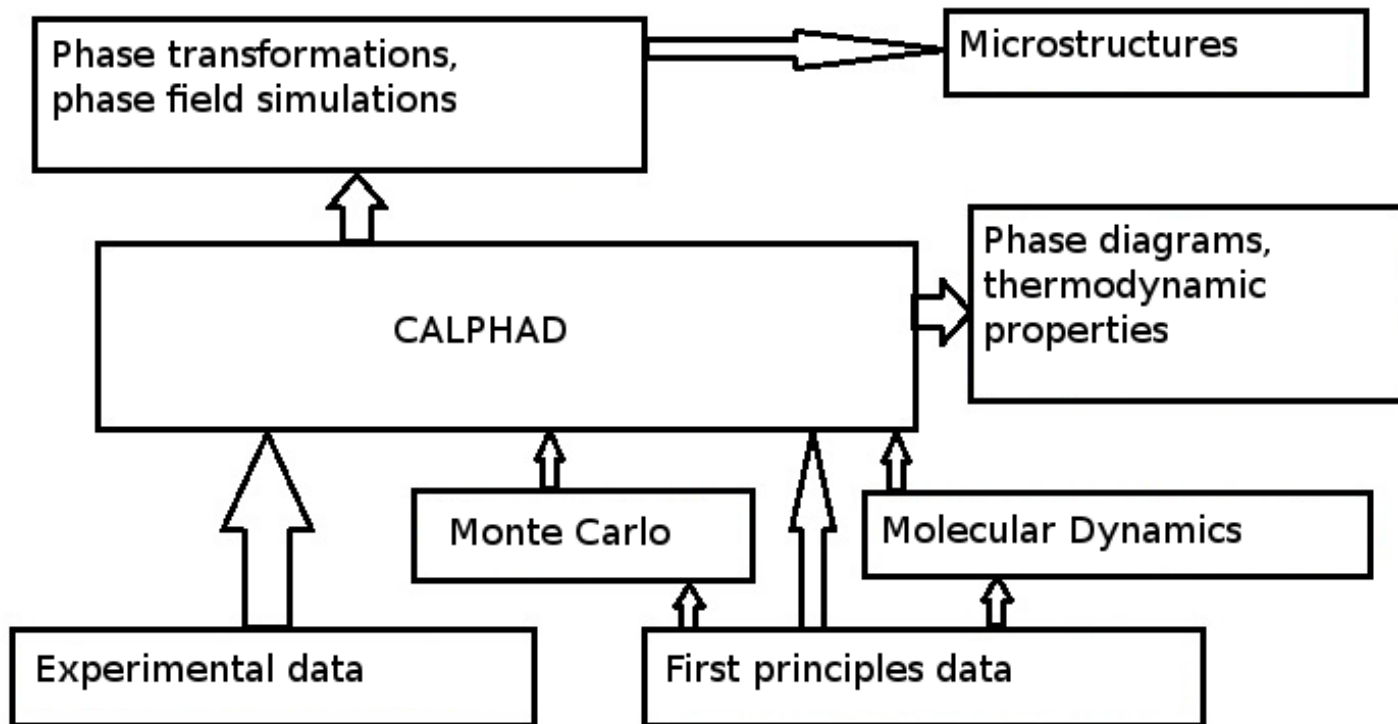 Phase transformations,
phase field simulations
Microstructures
Phase diagrams,
thermodynamic
properties
CALPHAD
Monte Carlo
Molecular Dynamics
Experimental data
First principles data